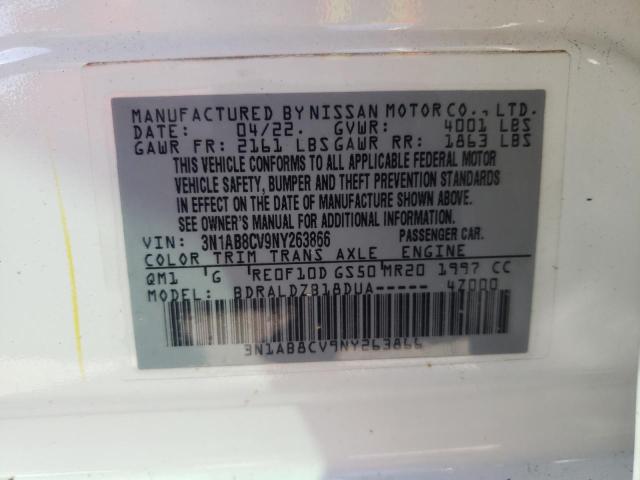 MANUFACTURED BY NISSAN MOTOR CO., LTD.
DATE: 04/22. GVWR: 4001 LBS
GAWR FR: 2161 LBS GAWR RR: 1863 LBS
THIS VEHICLE CONFORMS TO ALL APPLICABLE FEDERAL MOTOR
VEHICLE SAFETY, BUMPER AND THEFT PREVENTION STANDARDS
IN EFFECT ON THE DATE OF MANUFACTURE SHOWN ABOVE.
SEE OWNER'S MANUAL FOR ADDITIONAL INFORMATION.
VIN: 3N1AB8CV9NY263866 PASSENGER CAR.
COLOR TRIM TRANS AXLE ENGINE
QM1 G RE0F10D GS50 MR20 1997 CC
MODEL: BDRALDZB18DUA----- 4Z000
3N1AB8CV9NY263866